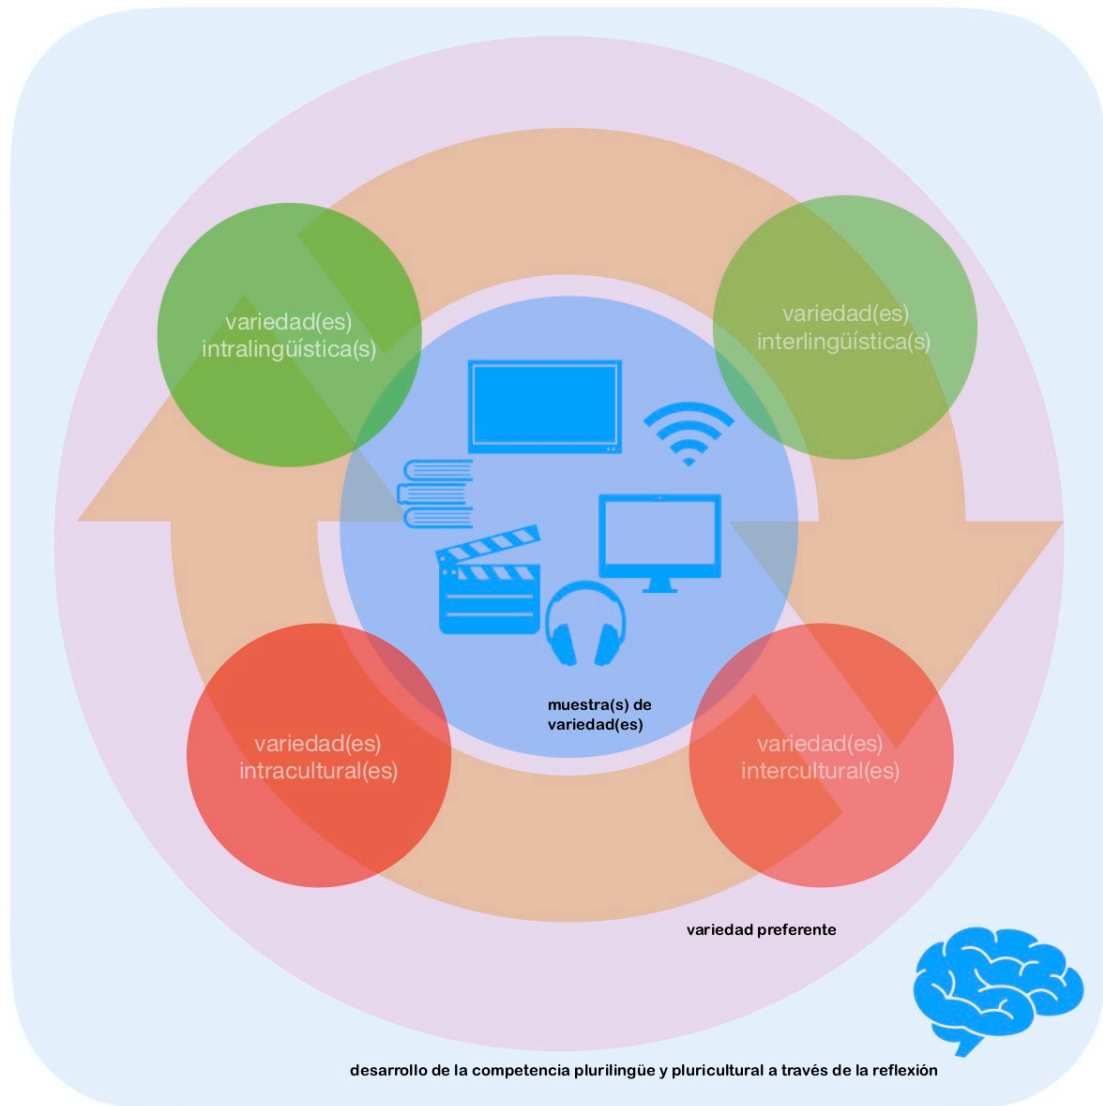 variedad(es)
intralingüística(s)
variedad(es)
interlingüística(s)
muestra(s) de
variedad(es)
variedad(es)
intracultural(es)
variedad(es)
intercultural(es)
variedad preferente
desarrollo de la competencia plurilingüe y pluricultural a través de la reflexión